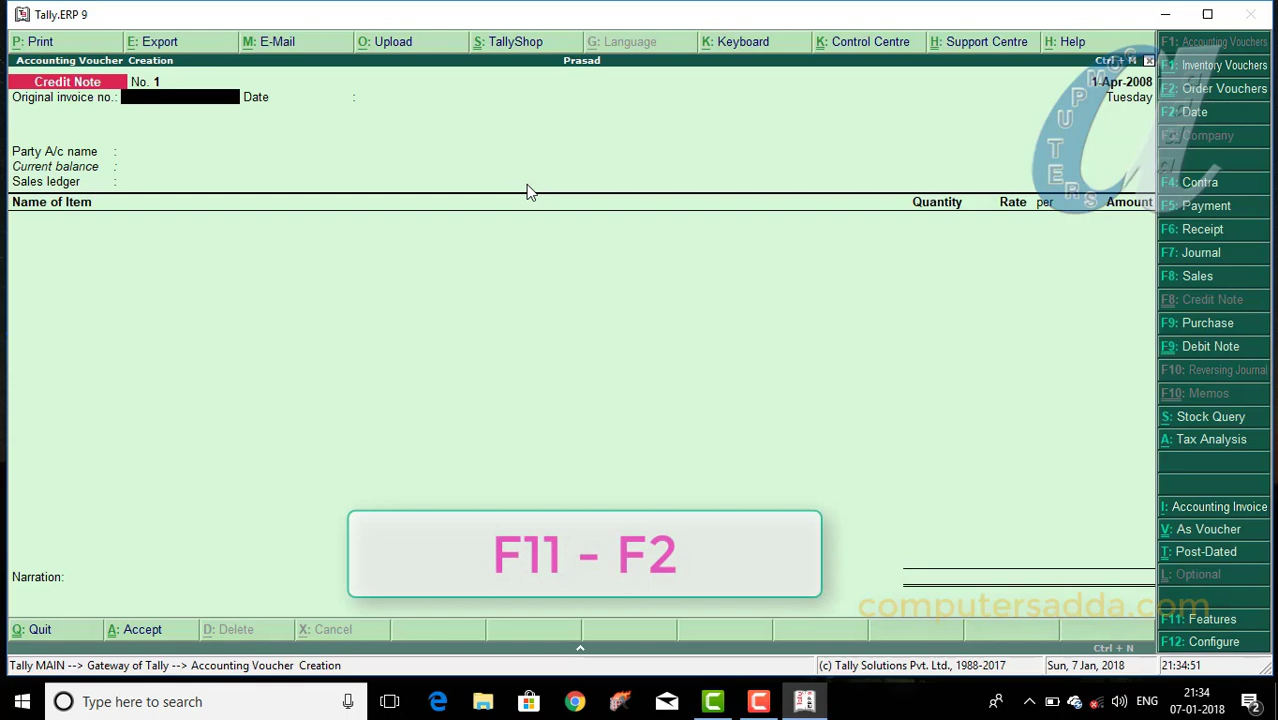 Tally.ERP 9
P: Print E: Export M: E-Mail O: Upload S: TallyShop G: Language K: Keyboard K: Control Centre H: Support Centre H: Help
Accounting Voucher Creation Prasad Ctrl + M
Credit Note No. 1 1-Apr-2008
Original invoice no.: Date : Tuesday
Party A/c name :
Current balance :
Sales ledger :
Name of Item Quantity Rate per Amount
Narration:
F1: Accounting Vouchers
F1: Inventory Vouchers
F2: Order Vouchers
F2: Date
F3: Company
F4: Contra
F5: Payment
F6: Receipt
F7: Journal
F8: Sales
F8: Credit Note
F9: Purchase
F9: Debit Note
F10: Reversing Journal
F10: Memos
S: Stock Query
A: Tax Analysis
I: Accounting Invoice
V: As Voucher
T: Post-Dated
L: Optional
F11: Features
F12: Configure
COMPUTERS
F11 - F2
computersadda.com
Q: Quit A: Accept D: Delete X: Cancel
Ctrl + N
Tally MAIN --> Gateway of Tally --> Accounting Voucher Creation (c) Tally Solutions Pvt. Ltd., 1988-2017 Sun, 7 Jan, 2018 21:34:51
Type here to search ENG 21:34
07-01-2018 2